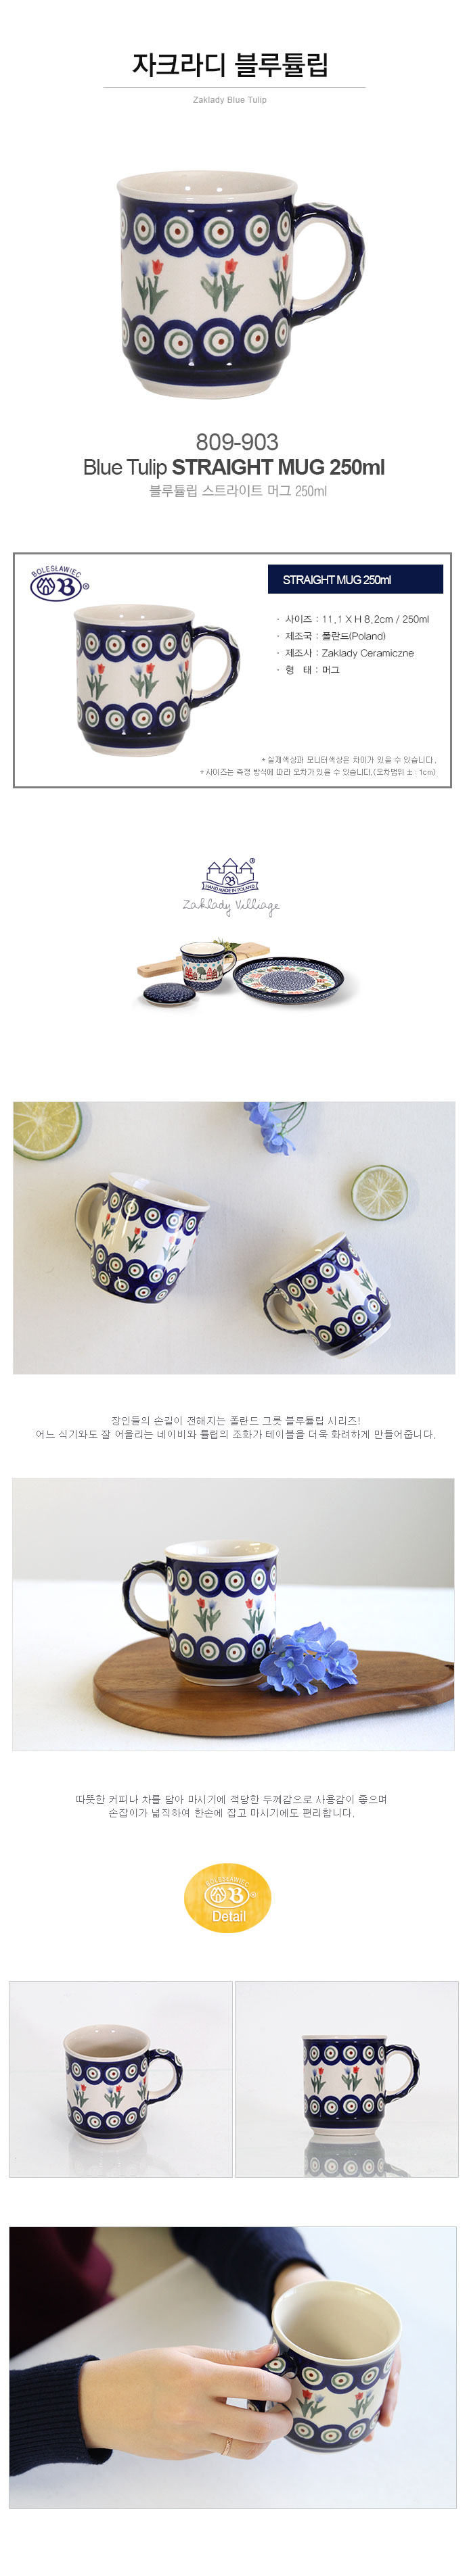 자크라디 블루튤립
Zaklady Blue Tulip
809-903
Blue Tulip STRAIGHT MUG 250ml
블루튤립 스트라이트 머그 250ml
BOLESŁAWIEC
B ®
STRAIGHT MUG 250ml
· 사이즈 : 11.1 X H 8.2cm / 250ml
· 제조국 : 폴란드(Poland)
· 제조사 : Zaklady Ceramiczne
· 형 태 : 머그
* 실제색상과 모니터색상은 차이가 있을 수 있습니다.
* 사이즈는 측정 방식에 따라 오차가 있을 수 있습니다.(오차범위 ± : 1cm)
HAND MADE IN POLAND
Zaklady Villiage
장인들의 손길이 전해지는 폴란드 그릇 블루튤립 시리즈!
어느 식기와도 잘 어울리는 네이비와 튤립의 조화가 테이블을 더욱 화려하게 만들어줍니다.
따뜻한 커피나 차를 담아 마시기에 적당한 두께감으로 사용감이 좋으며
손잡이가 넓직하여 한손에 잡고 마시기에도 편리합니다.
BOLESŁAWIEC
B ®
Detail